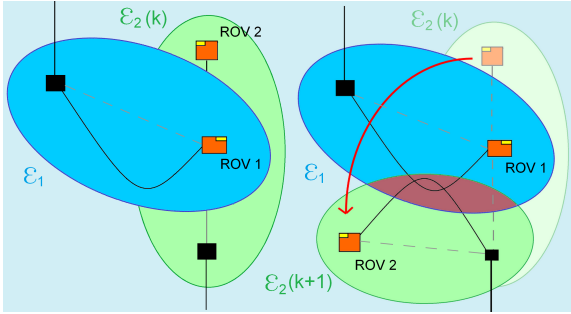 ℰ₂(k)
ROV 2
ROV 1
ℰ₁
ℰ₂(k)
ROV 1
ℰ₁
ROV 2
ℰ₂(k+1)